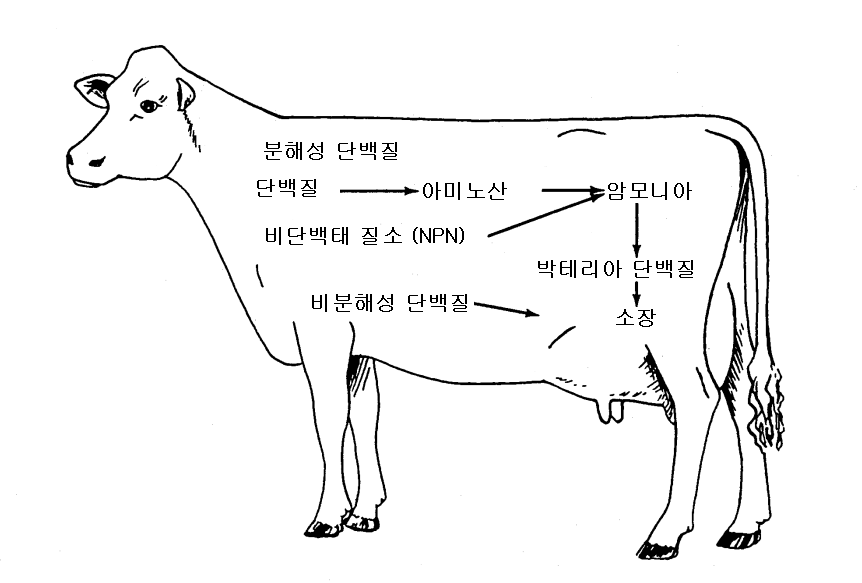 분해성 단백질
단백질 아미노산 암모니아
비단백태 질소 (NPN)
박테리아 단백질
비분해성 단백질
소장